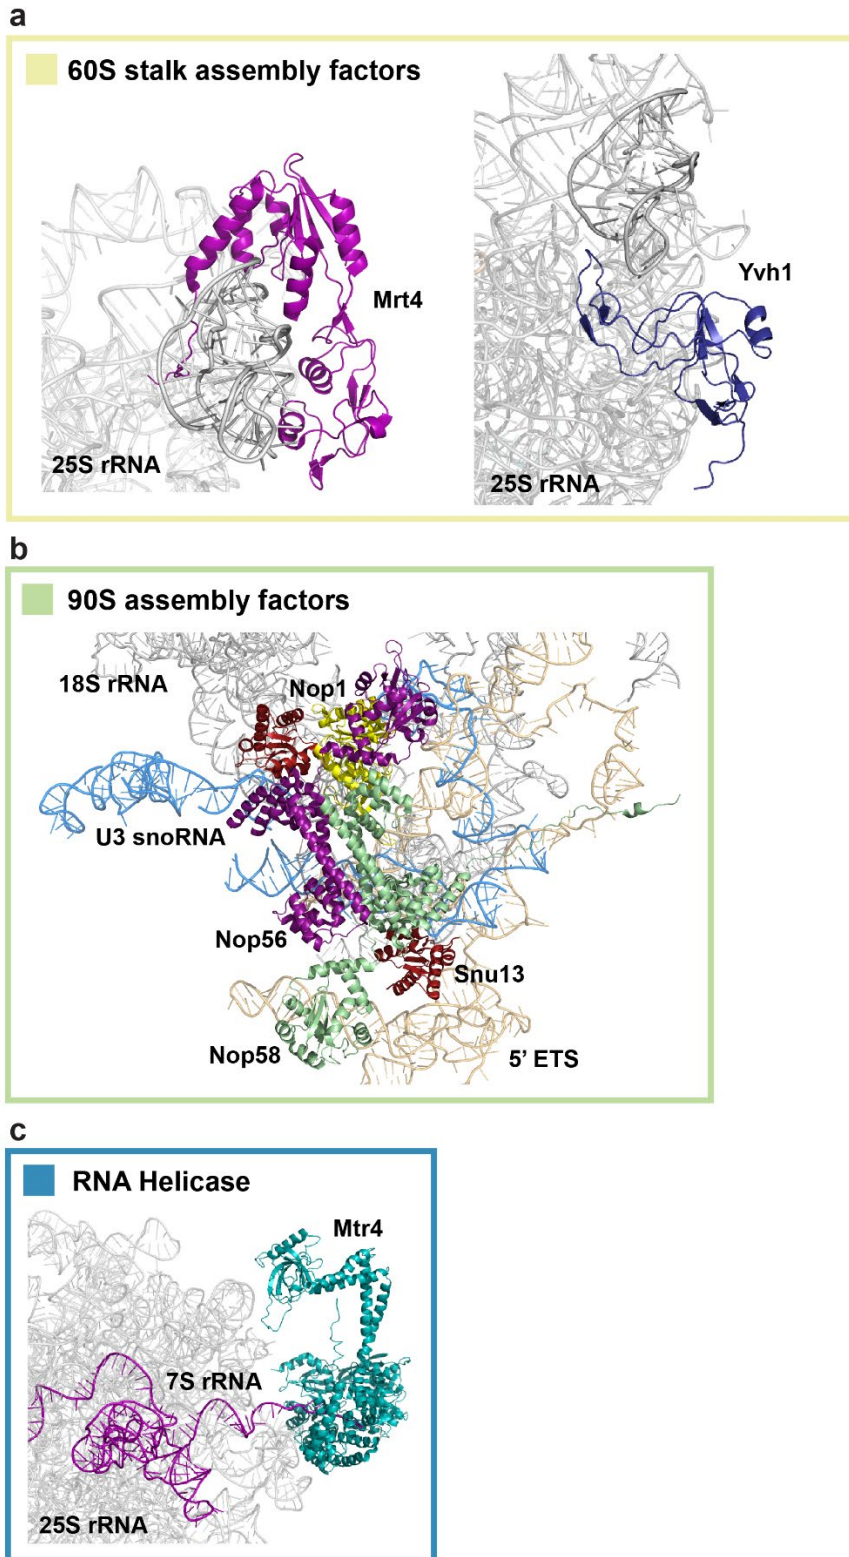 a
60S stalk assembly factors
Mrt4
25S rRNA
Yvh1
25S rRNA
b
90S assembly factors
18S rRNA
Nop1
U3 snoRNA
Nop56
Snu13
Nop58
5’ ETS
c
RNA Helicase
Mtr4
7S rRNA
25S rRNA